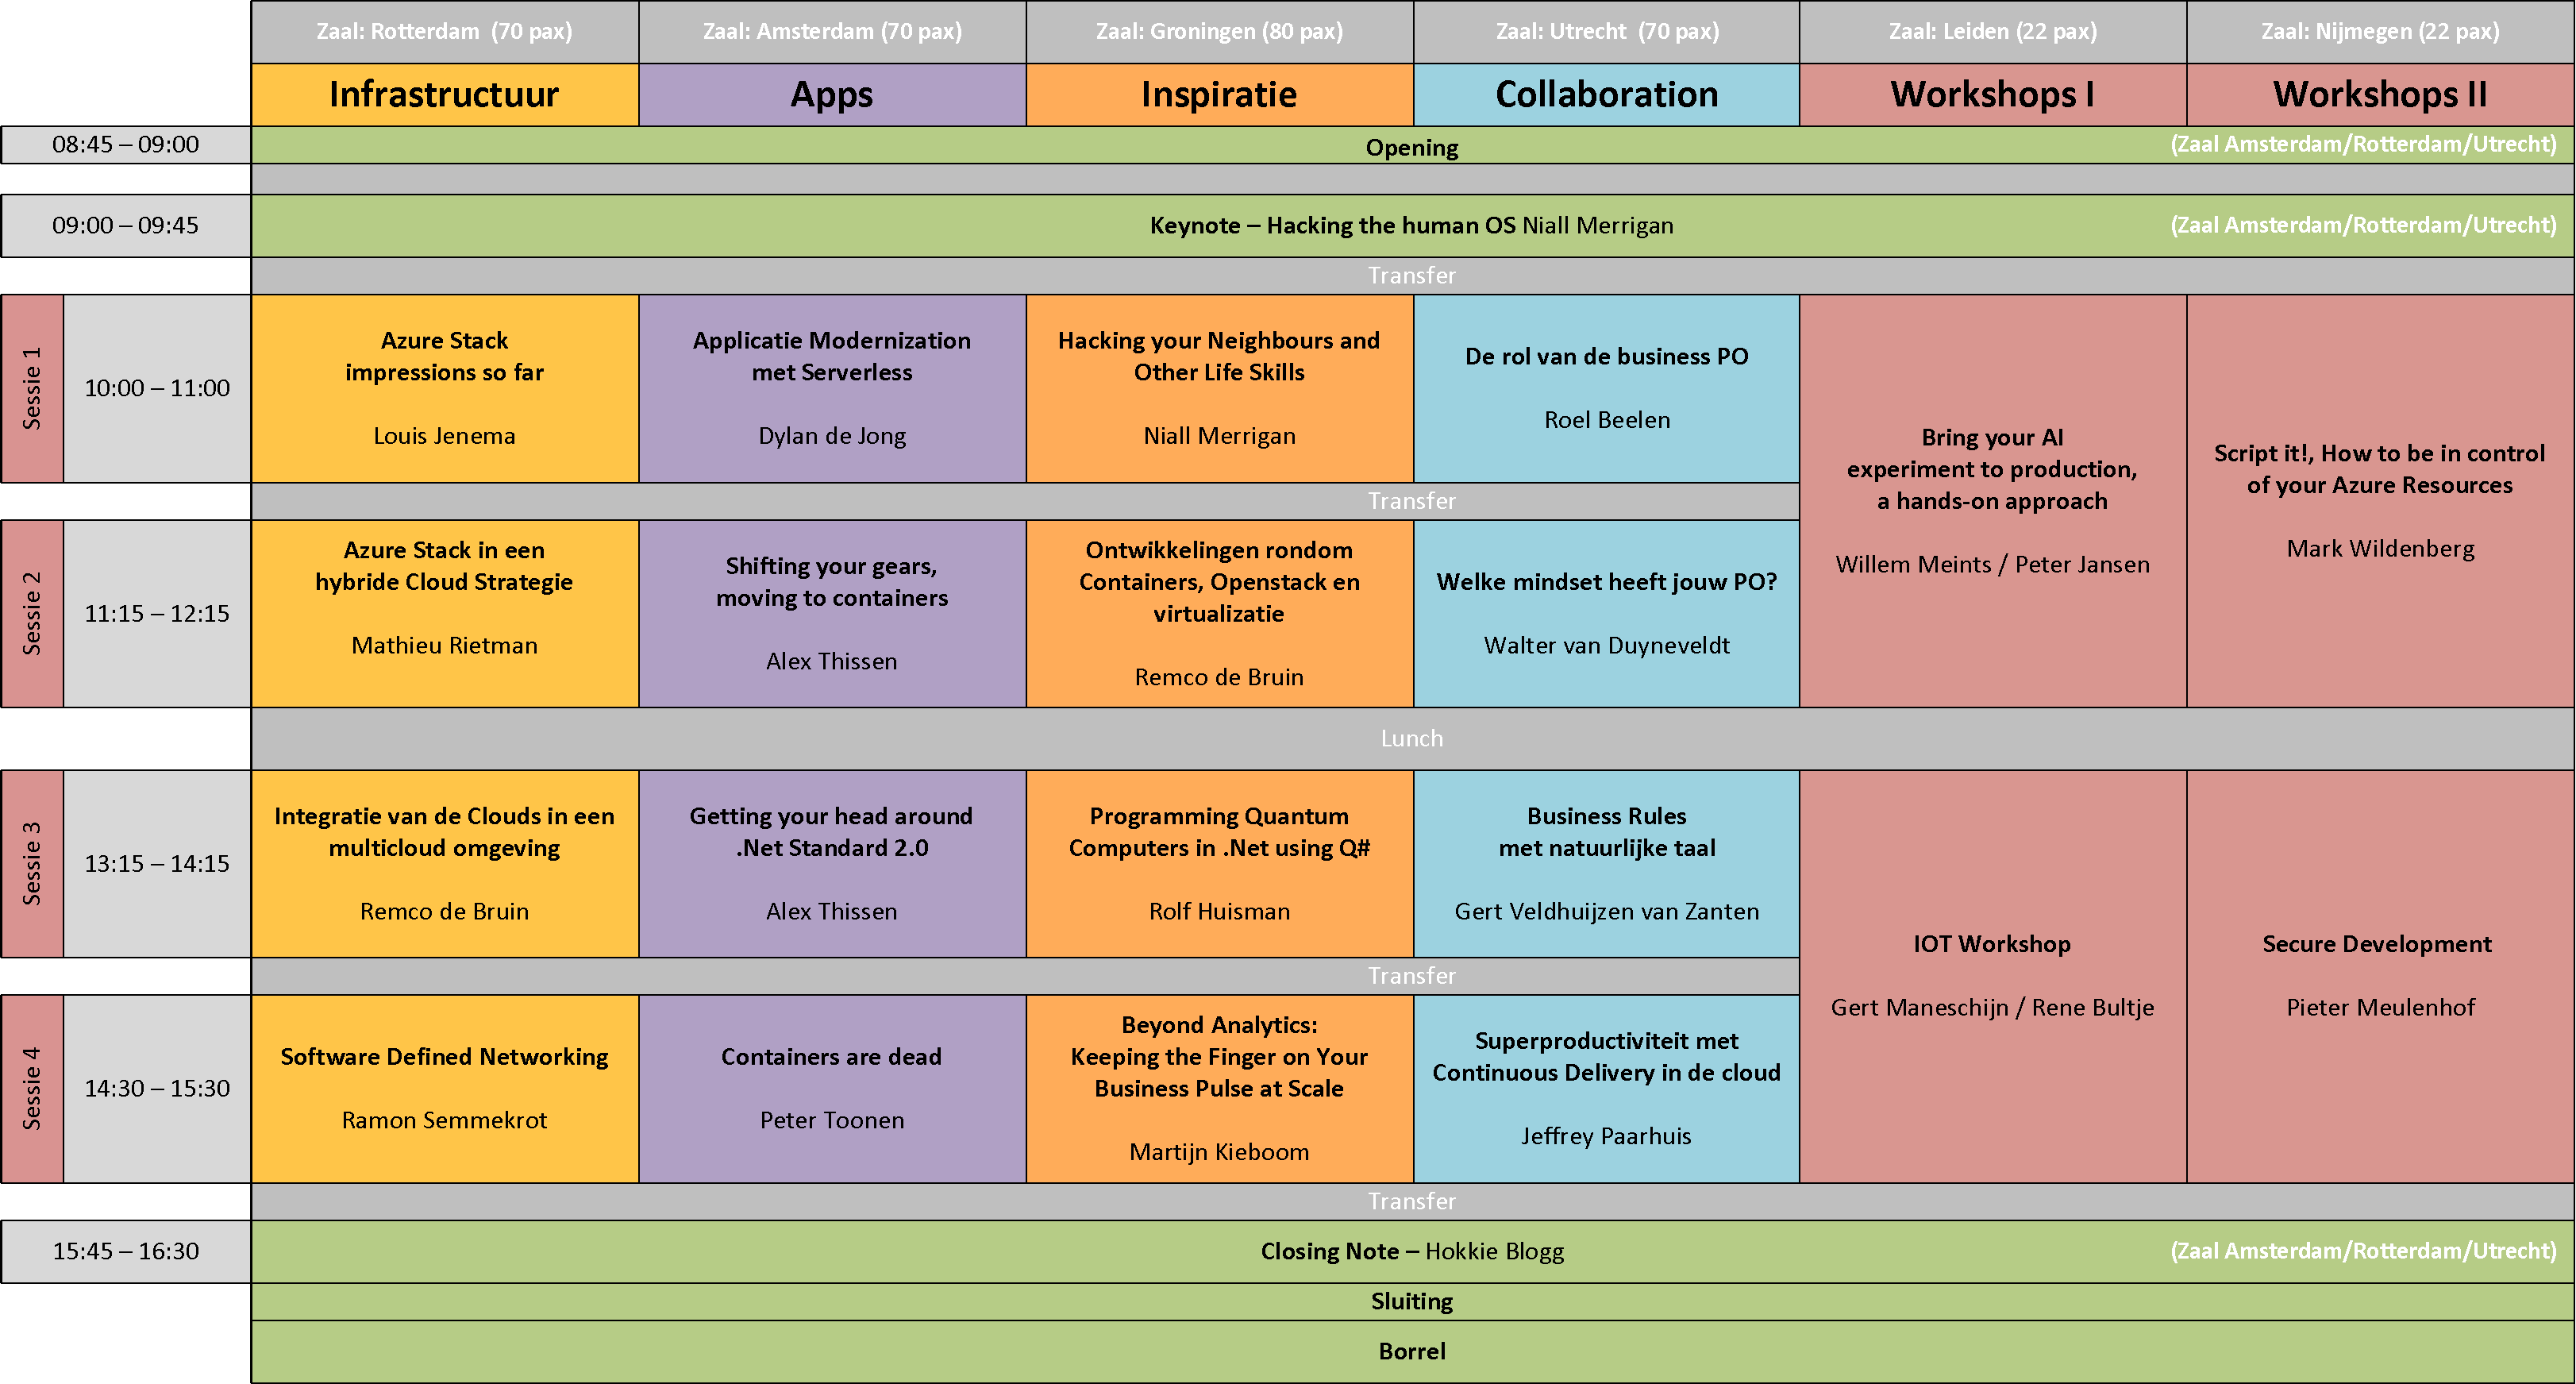 Zaal: Rotterdam (70 pax)
Zaal: Amsterdam (70 pax)
Zaal: Groningen (80 pax)
Zaal: Utrecht (70 pax)
Zaal: Leiden (22 pax)
Zaal: Nijmegen (22 pax)
Infrastructuur
Apps
Inspiratie
Collaboration
Workshops I
Workshops II
08:45 – 09:00
Opening
(Zaal Amsterdam/Rotterdam/Utrecht)
09:00 – 09:45
Keynote – Hacking the human OS Niall Merrigan
(Zaal Amsterdam/Rotterdam/Utrecht)
Transfer
Sessie 1
10:00 – 11:00
Azure Stack
impressions so far
Louis Jenema
Applicatie Modernization
met Serverless
Dylan de Jong
Hacking your Neighbours and
Other Life Skills
Niall Merrigan
De rol van de business PO
Roel Beelen
Bring your AI
experiment to production,
a hands-on approach
Willem Meints / Peter Jansen
Script it!, How to be in control
of your Azure Resources
Mark Wildenberg
Transfer
Sessie 2
11:15 – 12:15
Azure Stack in een
hybride Cloud Strategie
Mathieu Rietman
Shifting your gears,
moving to containers
Alex Thissen
Ontwikkelingen rondom
Containers, Openstack en
virtualizatie
Remco de Bruin
Welke mindset heeft jouw PO?
Walter van Duyneveldt
Lunch
Sessie 3
13:15 – 14:15
Integratie van de Clouds in een
multicloud omgeving
Remco de Bruin
Getting your head around
.Net Standard 2.0
Alex Thissen
Programming Quantum
Computers in .Net using Q#
Rolf Huisman
Business Rules
met natuurlijke taal
Gert Veldhuijzen van Zanten
IOT Workshop
Gert Maneschijn / Rene Bultje
Secure Development
Pieter Meulenhof
Transfer
Sessie 4
14:30 – 15:30
Software Defined Networking
Ramon Semmekrot
Containers are dead
Peter Toonen
Beyond Analytics:
Keeping the Finger on Your
Business Pulse at Scale
Martijn Kieboom
Superproductiviteit met
Continuous Delivery in de cloud
Jeffrey Paarhuis
Transfer
15:45 – 16:30
Closing Note – Hokkie Blogg
(Zaal Amsterdam/Rotterdam/Utrecht)
Sluiting
Borrel